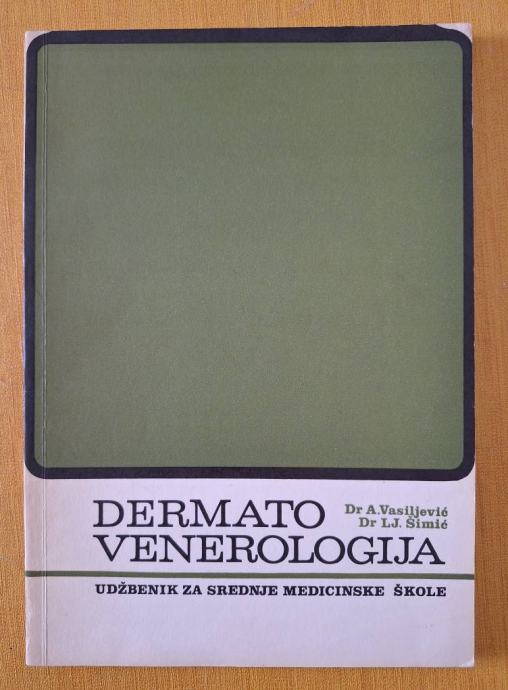 DERMATO
VENEROLOGIJA
Dr A.Vasiljević
Dr LJ. Šimić
UDŽBENIK ZA SREDNJE MEDICINSKE ŠKOLE